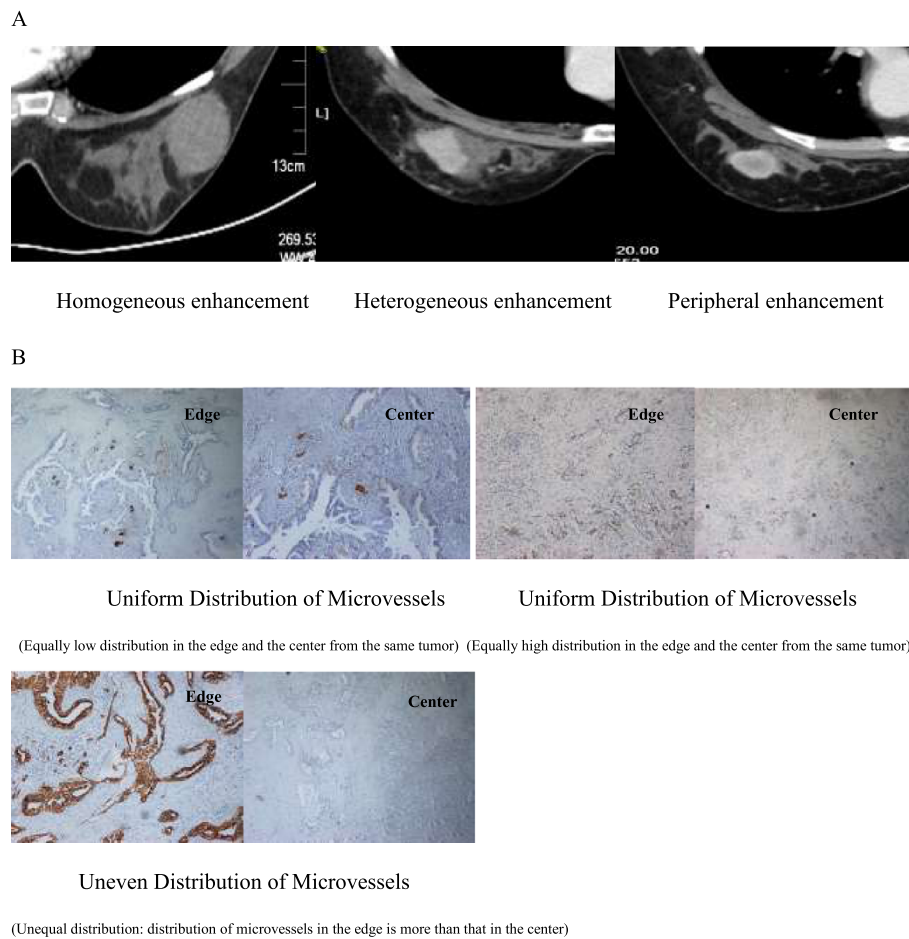 A
L]
13cm
269.53
20.00
Homogeneous enhancement
Heterogeneous enhancement
Peripheral enhancement
B
Edge
Center
Edge
Center
Uniform Distribution of Microvessels
Uniform Distribution of Microvessels
(Equally low distribution in the edge and the center from the same tumor)
(Equally high distribution in the edge and the center from the same tumor)
Edge
Center
Uneven Distribution of Microvessels
(Unequal distribution: distribution of microvessels in the edge is more than that in the center)